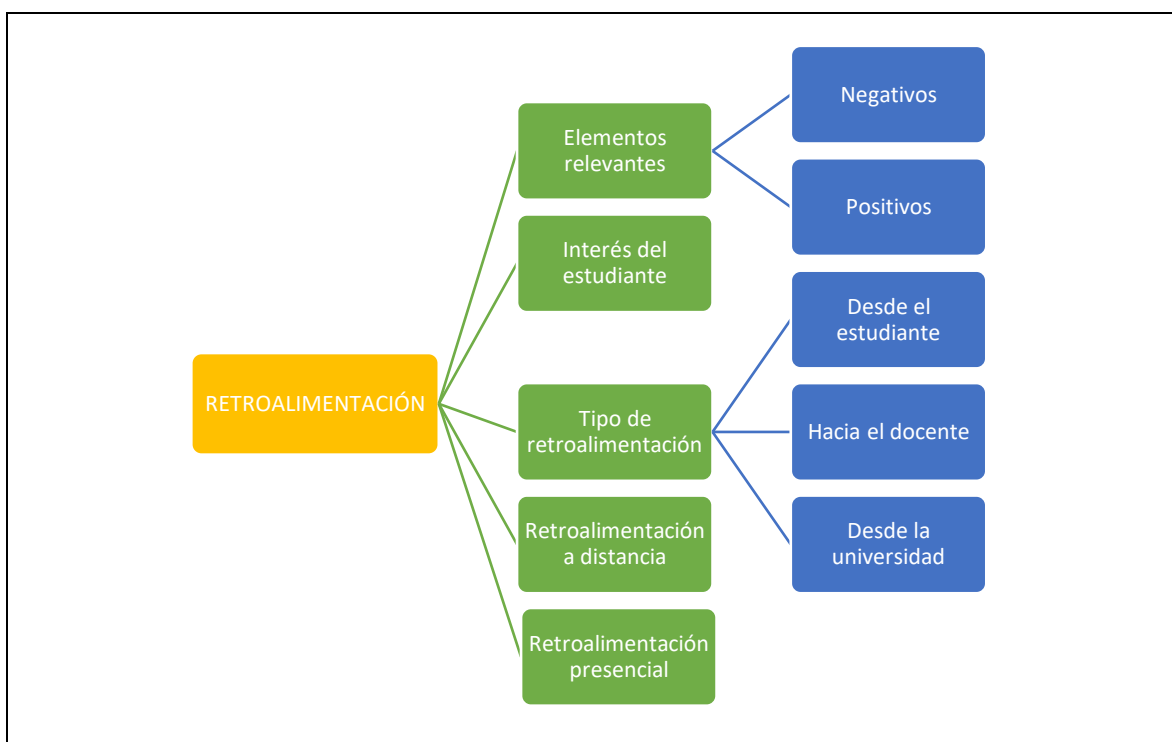 RETROALIMENTACIÓN
Elementos
relevantes
Negativos
Positivos
Interés del
estudiante
Tipo de
retroalimentación
Desde el
estudiante
Hacia el docente
Desde la
universidad
Retroalimentación
a distancia
Retroalimentación
presencial